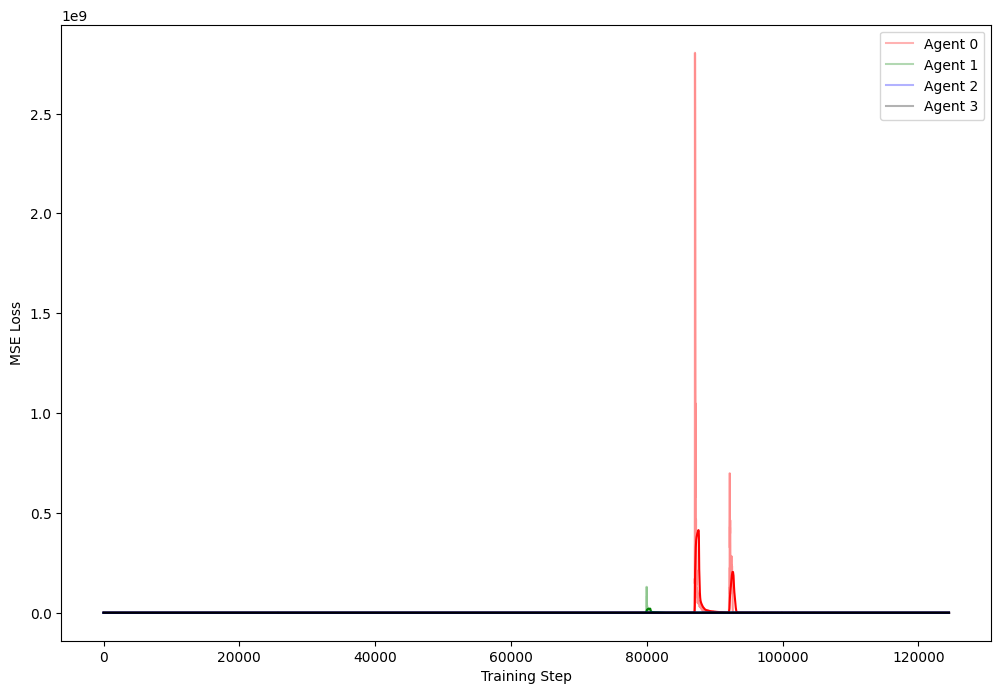 1e9
Agent 0
Agent 1
Agent 2
Agent 3
2.5
2.0
1.5
1.0
0.5
0.0
MSE Loss
0 20000 40000 60000 80000 100000 120000
Training Step